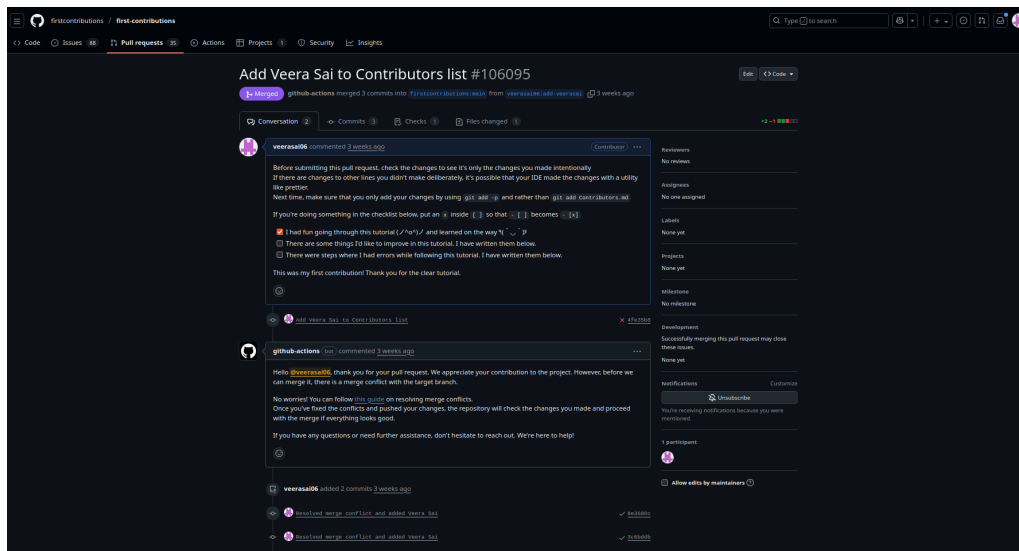 firstcontributions / first-contributions
Type / to search
Code
Issues 88
Pull requests 35
Actions
Projects 1
Security
Insights
Add Veera Sai to Contributors list #106095
Edit
Code
Merged
github-actions merged 3 commits into firstcontributions:main from veerasai06:add-veerasai 3 weeks ago
Conversation 2
Commits 3
Checks 1
Files changed 1
+2 −1
veerasai06 commented 3 weeks ago
Contributor
Before submitting this pull request, check the changes to see it's only the changes you made intentionally
If there are changes to other lines you didn't make deliberately, it's possible that your IDE made the changes with a utility
like prettier.
Next time, make sure that you only add your changes by using git add -p and rather than git add Contributors.md
If you're doing something in the checklist below, put an x inside [ ] so that - [ ] becomes - [x]
I had fun going through this tutorial (ノ^o^)ノ and learned on the way
There are some things I'd like to improve in this tutorial. I have written them below.
There were steps where I had errors while following this tutorial. I have written them below.
This was my first contribution! Thank you for the clear tutorial.
Add Veera Sai to Contributors list
github-actions bot commented 3 weeks ago
Hello @veerasai06, thank you for your pull request. We appreciate your contribution to the project. However, before we
can merge it, there is a merge conflict with the target branch.
No worries! You can follow this guide on resolving merge conflicts.
Once you've fixed the conflicts and pushed your changes, the repository will check the changes you made and proceed
with the merge if everything looks good.
If you have any questions or need further assistance, don't hesitate to reach out. We're here to help!
veerasai06 added 2 commits 3 weeks ago
Resolved merge conflict and added Veera Sai
Resolved merge conflict and added Veera Sai
Reviewers
No reviews
Assignees
No one assigned
Labels
None yet
Projects
None yet
Milestone
No milestone
Development
Successfully merging this pull request may close
these issues.
None yet
Notifications
Customize
Unsubscribe
You're receiving notifications because you were
mentioned.
1 participant
Allow edits by maintainers